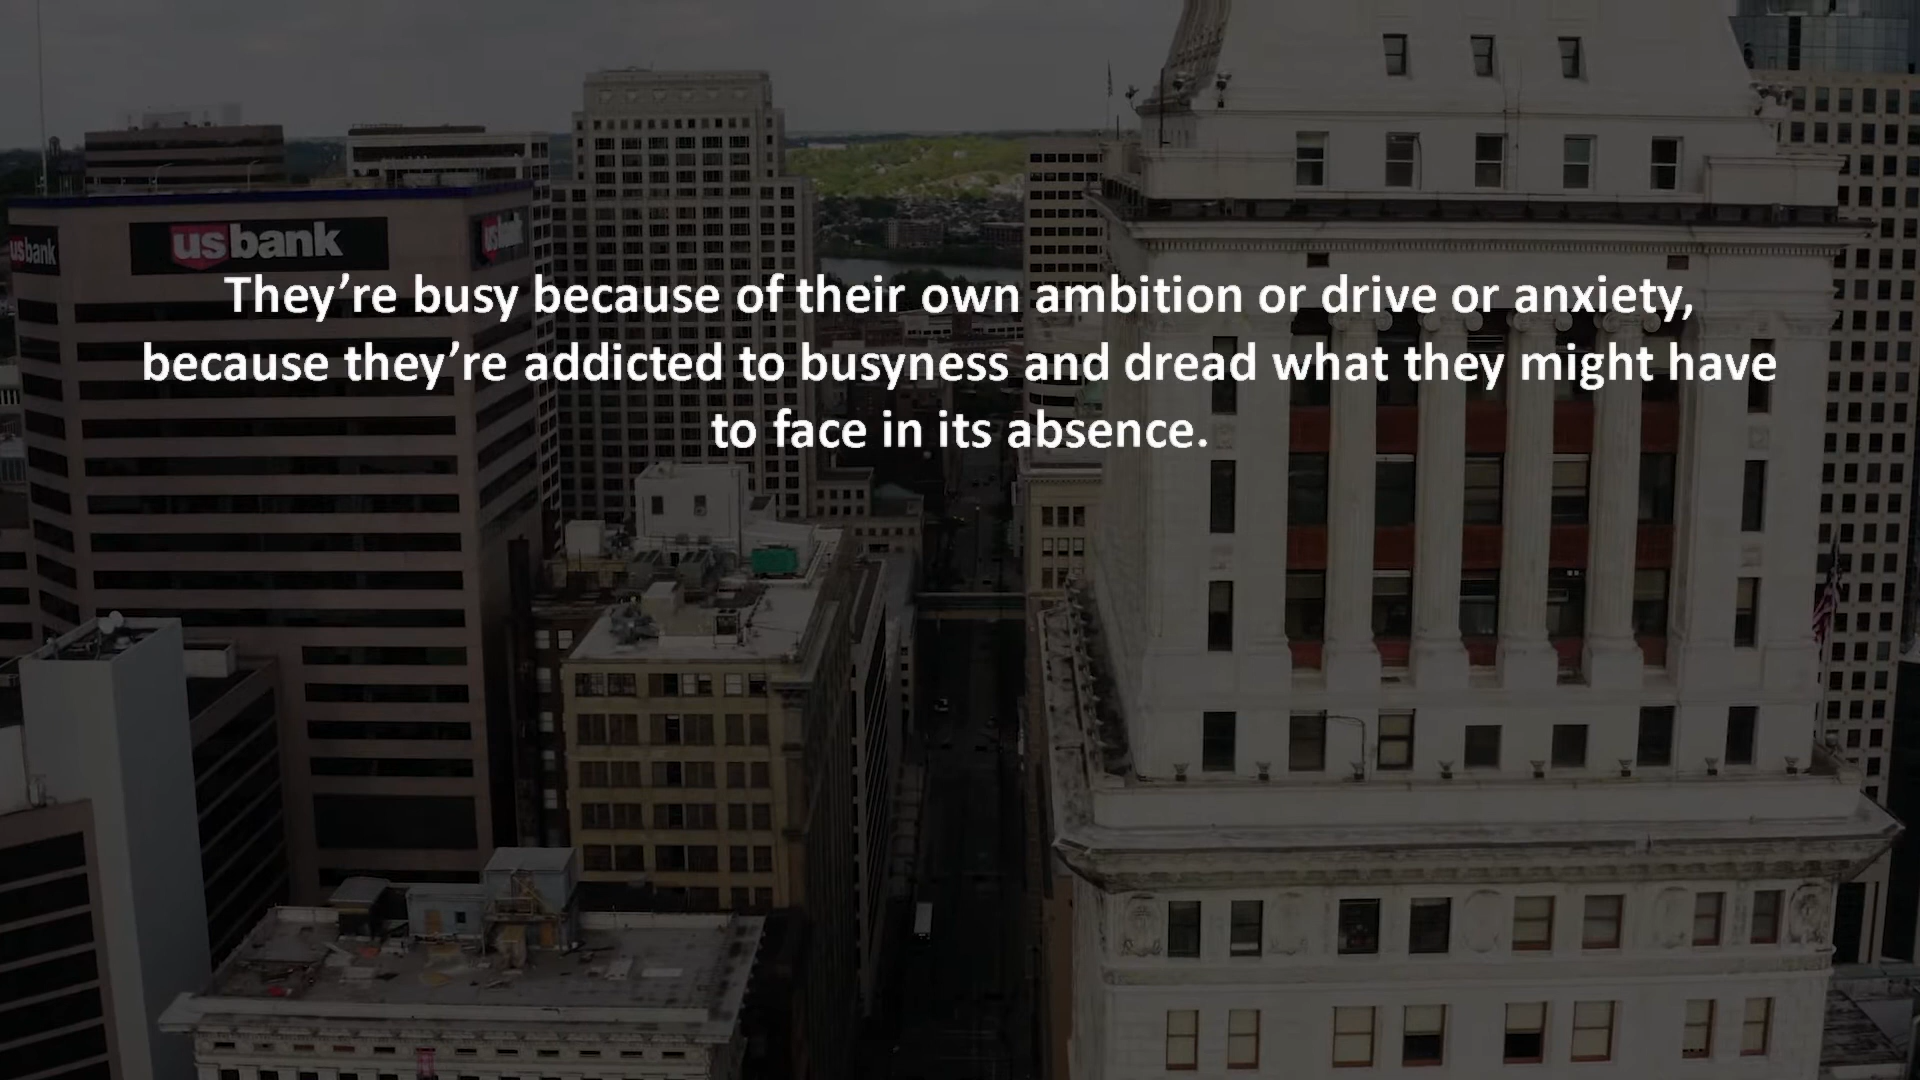 usbank
usbank
us
They’re busy because of their own ambition or drive or anxiety,
because they’re addicted to busyness and dread what they might have
to face in its absence.